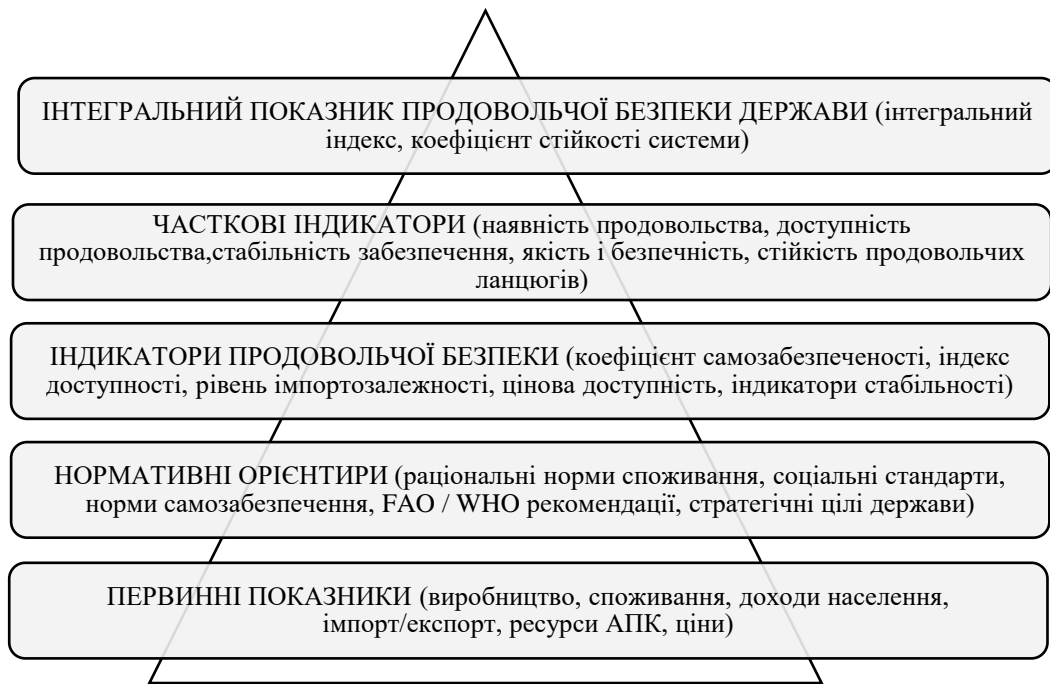 ІНТЕГРАЛЬНИЙ ПОКАЗНИК ПРОДОВОЛЬЧОЇ БЕЗПЕКИ ДЕРЖАВИ (інтегральний
індекс, коефіцієнт стійкості системи)
ЧАСТКОВІ ІНДИКАТОРИ (наявність продовольства, доступність
продовольства,стабільність забезпечення, якість і безпечність, стійкість продовольчих
ланцюгів)
ІНДИКАТОРИ ПРОДОВОЛЬЧОЇ БЕЗПЕКИ (коефіцієнт самозабезпеченості, індекс
доступності, рівень імпортозалежності, цінова доступність, індикатори стабільності)
НОРМАТИВНІ ОРІЄНТИРИ (раціональні норми споживання, соціальні стандарти,
норми самозабезпечення, FAO / WHO рекомендації, стратегічні цілі держави)
ПЕРВИННІ ПОКАЗНИКИ (виробництво, споживання, доходи населення,
імпорт/експорт, ресурси АПК, ціни)